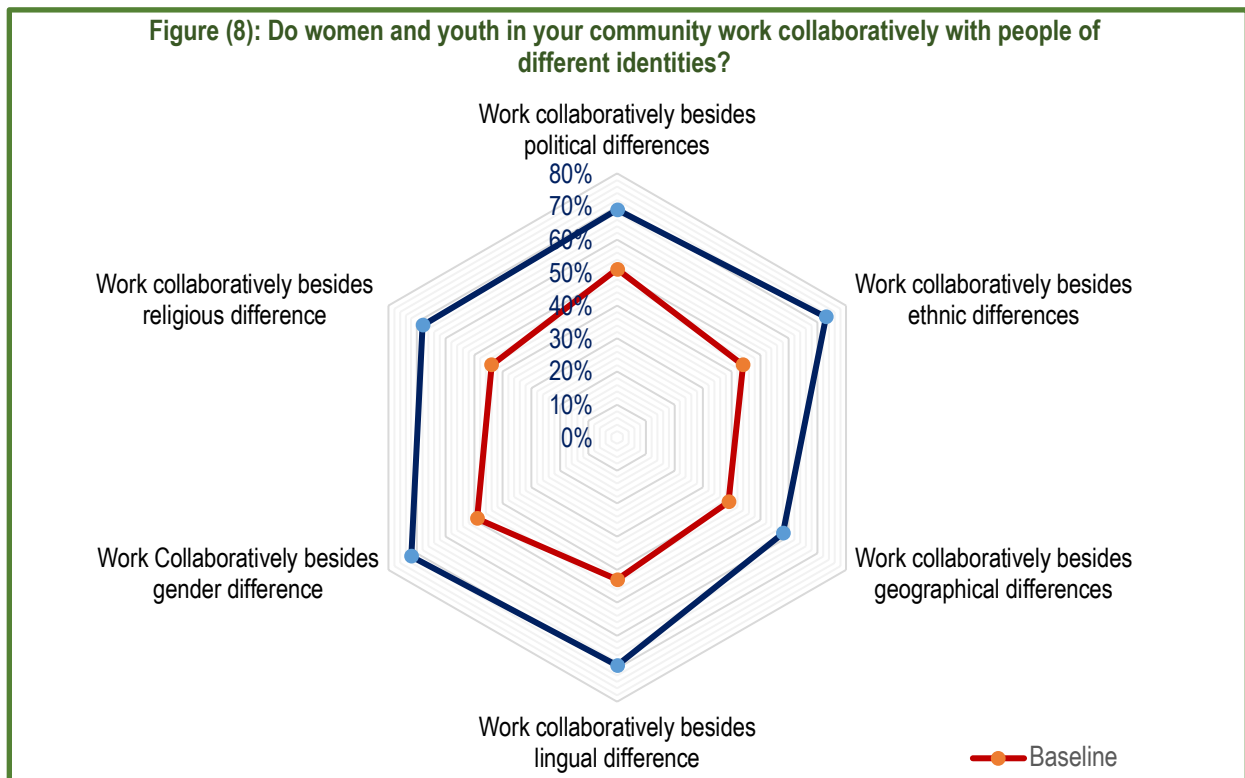 Figure (8): Do women and youth in your community work collaboratively with people of
different identities?
Work collaboratively besides
political differences
80%
70%
60%
50%
40%
30%
20%
10%
0%
Work collaboratively besides
religious difference
Work collaboratively besides
ethnic differences
Work Collaboratively besides
gender difference
Work collaboratively besides
geographical differences
Work collaboratively besides
lingual difference
Baseline